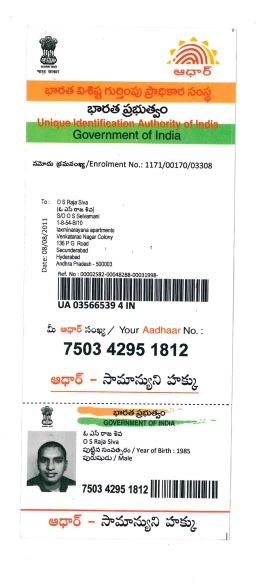 भारत सरकार
ఆధార్
భారత విశిష్ట గుర్తింపు ప్రాధికార సంస్థ
భారత ప్రభుత్వం
Unique Identification Authority of India
Government of India
నమోదు క్రమసంఖ్య/Enrolment No.: 1171/00170/03308
To :
O S Raja Siva
(ఓ ఎస్ రాజ శివ)
S/O O S Selvamani
1-8-54-B/10
laxminarayana apartments
Venkatarao Nagar Colony
136 P G Road
Secunderabad
Hyderabad
Andhra Pradesh - 500003
Date: 08/08/2011
Ref. No : 00002582-00048288-00031998-
UA 03566539 4 IN
మీ ఆధార్ సంఖ్య / Your Aadhaar No. :
7503 4295 1812
ఆధార్ - సామాన్యుని హక్కు
భారత ప్రభుత్వం
GOVERNMENT OF INDIA
ఓ ఎస్ రాజ శివ
O S Raja Siva
పుట్టిన సంవత్సరం / Year of Birth : 1985
పురుషుడు / Male
7503 4295 1812
ఆధార్ - సామాన్యుని హక్కు